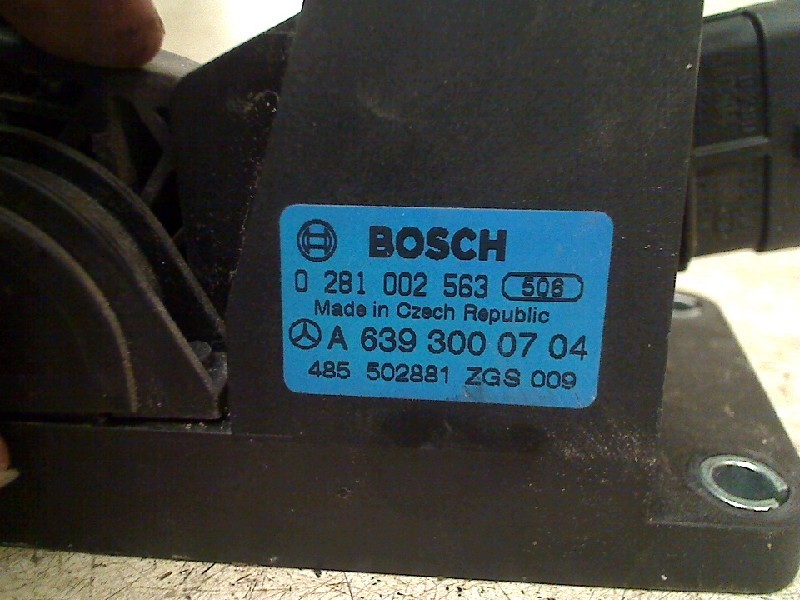 BOSCH
0 281 002 563 506
Made in Czech Republic
A 639 300 07 04
485 502881 ZGS 009